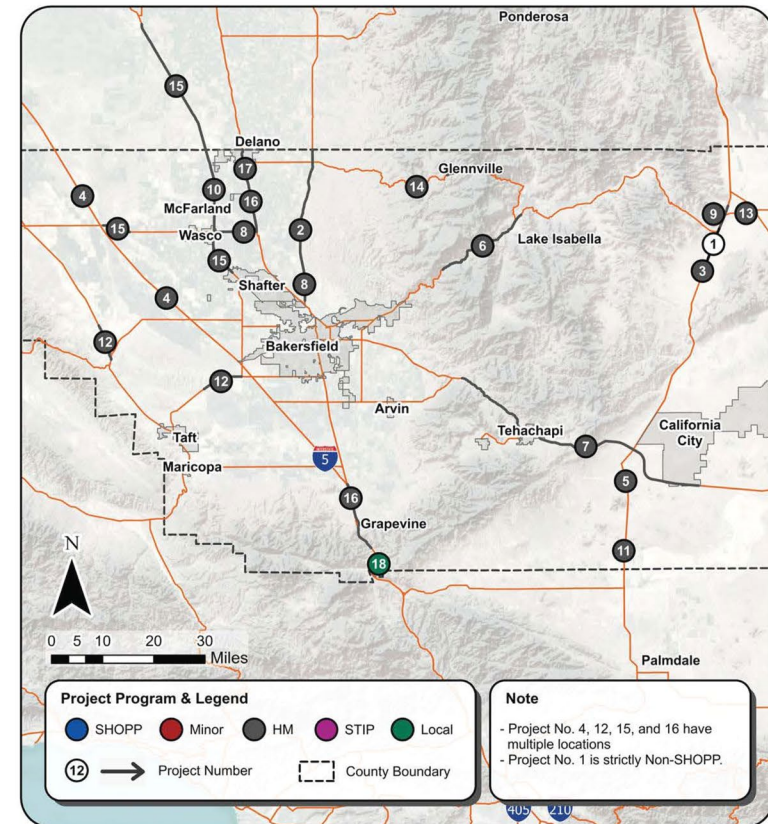 Ponderosa
15
Delano
17
Glennville
14
4
10
16
McFarland
9
13
15
Wasco
8
2
1
6
Lake Isabella
15
3
Shafter
8
4
12
Bakersfield
12
Arvin
Tehachapi
California
City
Taft
7
INTERSTATE
5
Maricopa
5
16
Grapevine
11
18
N
0 5 10 20 30
Miles
Palmdale
Project Program & Legend
SHOPP Minor HM STIP Local
12 Project Number County Boundary
Note
- Project No. 4, 12, 15, and 16 have
multiple locations
- Project No. 1 is strictly Non-SHOPP.
405 210